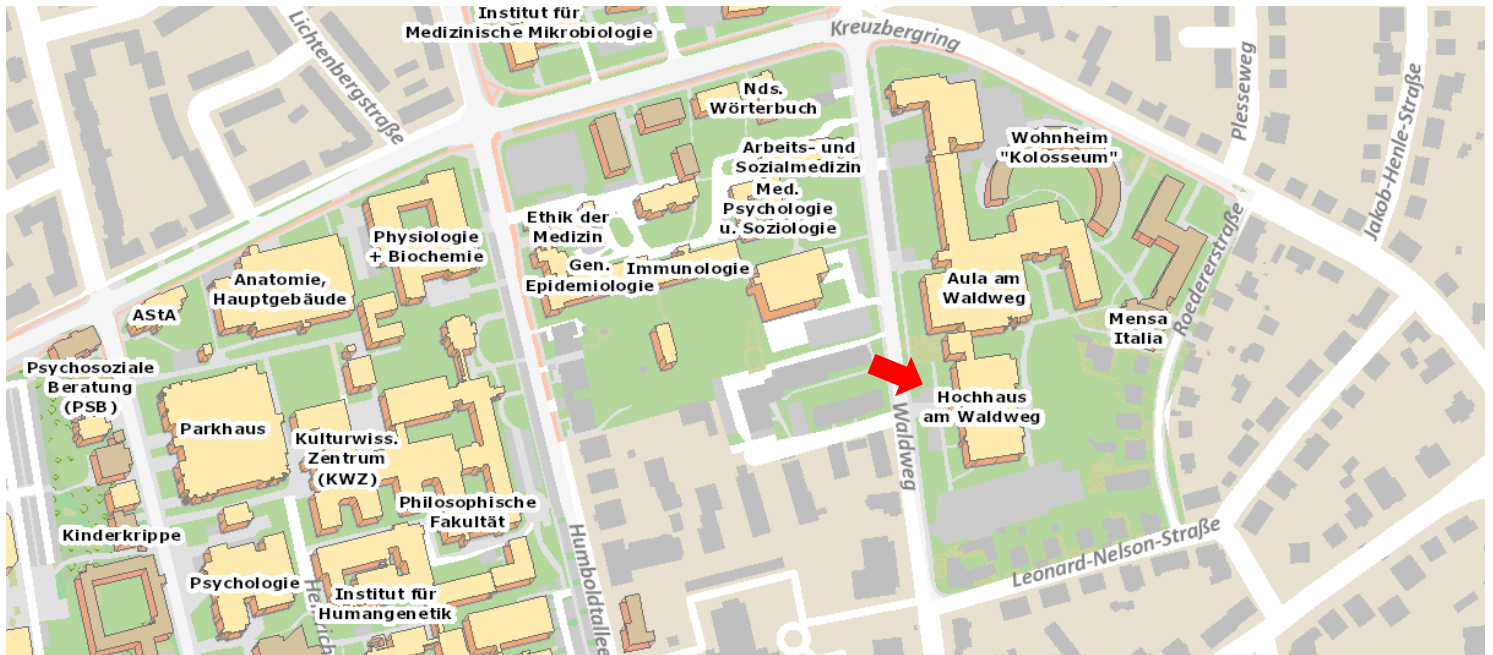 Institut für
Medizinische Mikrobiologie
Lichtenbergstraße
Kreuzbergring
Plesseweg
Jakob-Henle-Straße
Nds.
Wörterbuch
Wohnheim
"Kolosseum"
Arbeits- und
Sozialmedizin
Med.
Psychologie
u. Soziologie
Ethik der
Medizin
Physiologie
+ Biochemie
Roedererstraße
Gen.
Epidemiologie
Immunologie
Anatomie,
Hauptgebäude
Aula am
Waldweg
AStA
Mensa
Italia
Psychosoziale
Beratung
(PSB)
Hochhaus
am Waldweg
Waldweg
Parkhaus
Kulturwiss.
Zentrum
(KWZ)
Philosophische
Fakultät
Kinderkrippe
Humboldtallee
Leonard-Nelson-Straße
Psychologie
Institut für
Humangenetik